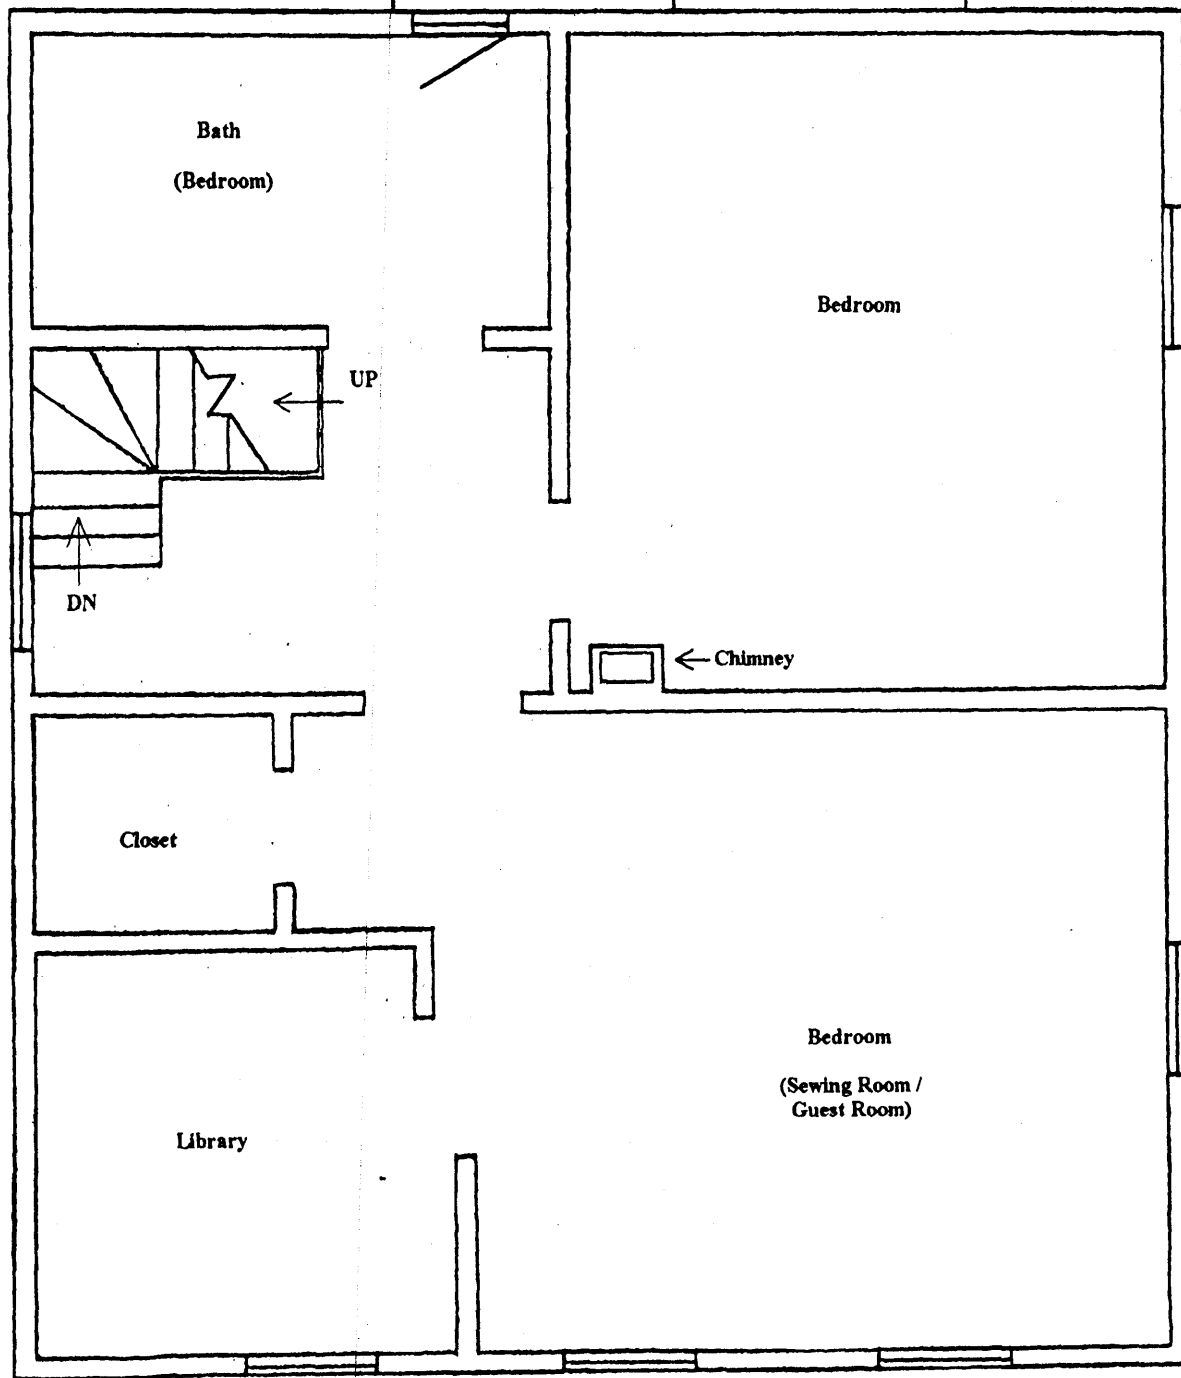 Bath
(Bedroom)
Bedroom
UP
DN
Chimney
Closet
Bedroom
(Sewing Room /
Guest Room)
Library